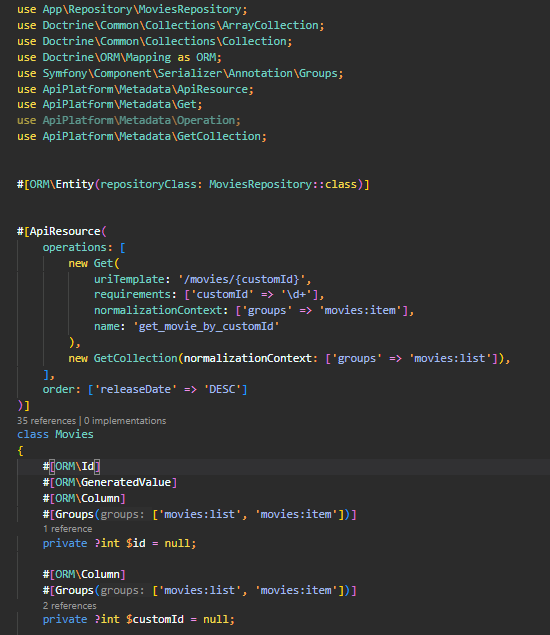 use App\Repository\MoviesRepository;
use Doctrine\Common\Collections\ArrayCollection;
use Doctrine\Common\Collections\Collection;
use Doctrine\ORM\Mapping as ORM;
use Symfony\Component\Serializer\Annotation\Groups;
use ApiPlatform\Metadata\ApiResource;
use ApiPlatform\Metadata\Get;
use ApiPlatform\Metadata\Operation;
use ApiPlatform\Metadata\GetCollection;
#[ORM\Entity(repositoryClass: MoviesRepository::class)]
#[ApiResource(
    operations: [
        new Get(
            uriTemplate: '/movies/{customId}',
            requirements: ['customId' => '\d+'],
            normalizationContext: ['groups' => 'movies:item'],
            name: 'get_movie_by_customId'
        ),
        new GetCollection(normalizationContext: ['groups' => 'movies:list']),
    ],
    order: ['releaseDate' => 'DESC']
)]
35 references | 0 implementations
class Movies
{
    #[ORM\Id]
    #[ORM\GeneratedValue]
    #[ORM\Column]
    #[Groups(groups: ['movies:list', 'movies:item'])]
    1 reference
    private ?int $id = null;
    #[ORM\Column]
    #[Groups(groups: ['movies:list', 'movies:item'])]
    2 references
    private ?int $customId = null;